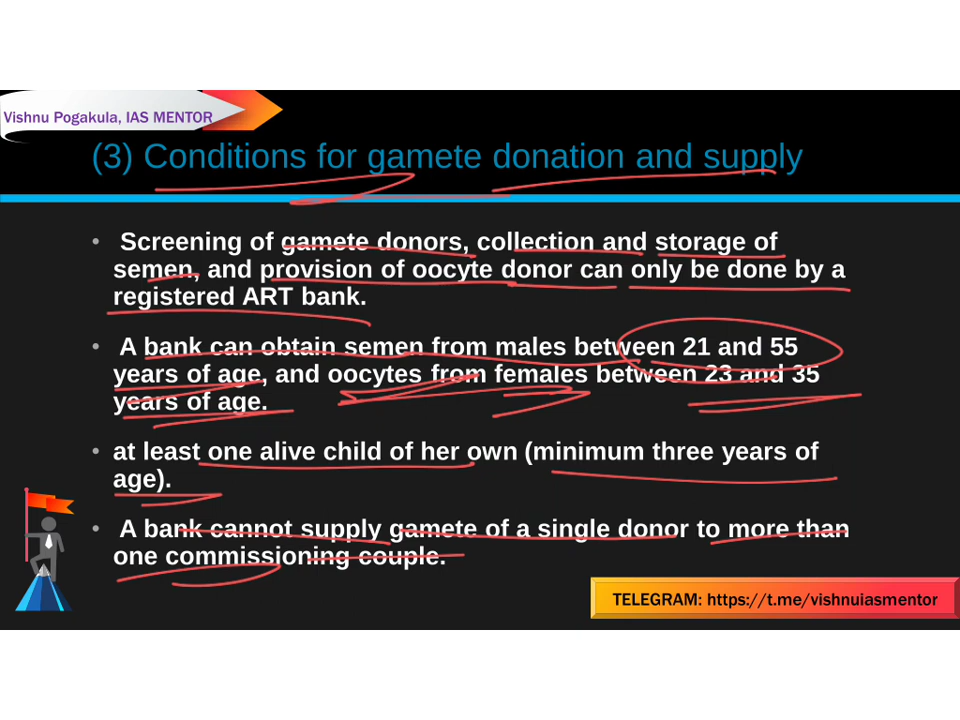 Vishnu Pogakula, IAS MENTOR
(3) Conditions for gamete donation and supply
• Screening of gamete donors, collection and storage of
semen, and provision of oocyte donor can only be done by a
registered ART bank.
• A bank can obtain semen from males between 21 and 55
years of age, and oocytes from females between 23 and 35
years of age.
• at least one alive child of her own (minimum three years of
age).
• A bank cannot supply gamete of a single donor to more than
one commissioning couple.
TELEGRAM: https://t.me/vishnuiasmentor